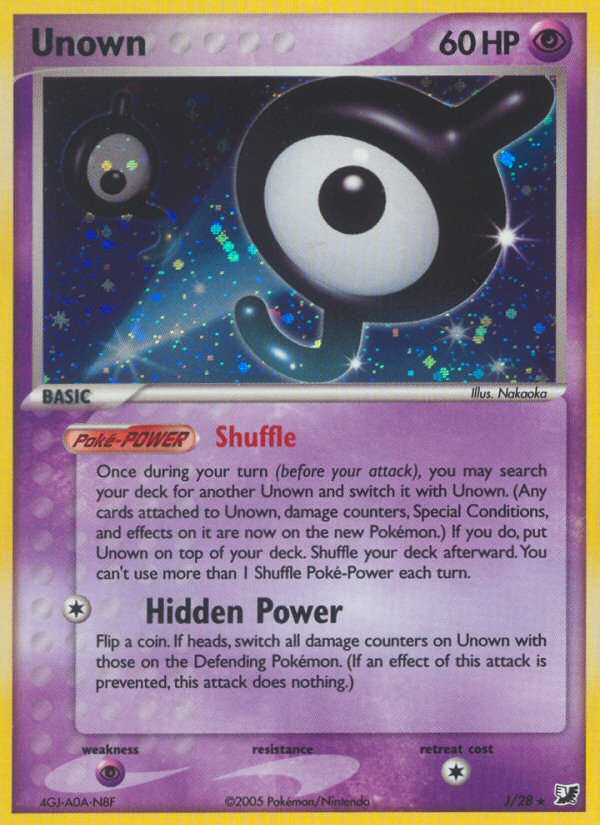 Unown 60 HP
BASIC
Illus. Nakaoka
Poké-POWER Shuffle
Once during your turn (before your attack), you may search
your deck for another Unown and switch it with Unown. (Any
cards attached to Unown, damage counters, Special Conditions,
and effects on it are now on the new Pokémon.) If you do, put
Unown on top of your deck. Shuffle your deck afterward. You
can't use more than 1 Shuffle Poké-Power each turn.
Hidden Power
Flip a coin. If heads, switch all damage counters on Unown with
those on the Defending Pokémon. (If an effect of this attack is
prevented, this attack does nothing.)
weakness resistance retreat cost
4GJ-A0A-N8F ©2005 Pokémon/Nintendo J/28 ★